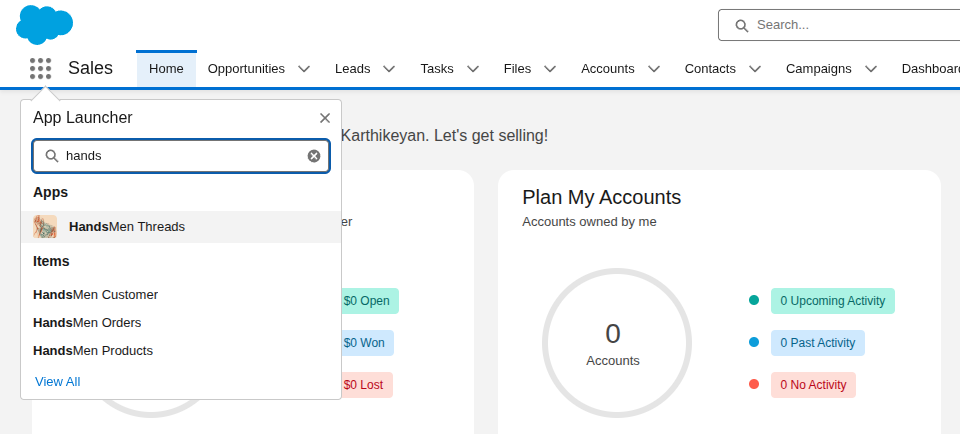 Search...
Sales
Home
Opportunities
Leads
Tasks
Files
Accounts
Contacts
Campaigns
Dashboar
App Launcher
hands
Apps
HandsMen Threads
Items
HandsMen Customer
HandsMen Orders
HandsMen Products
View All
Karthikeyan. Let's get selling!
er
$0 Open
$0 Won
$0 Lost
Plan My Accounts
Accounts owned by me
0
Accounts
0 Upcoming Activity
0 Past Activity
0 No Activity